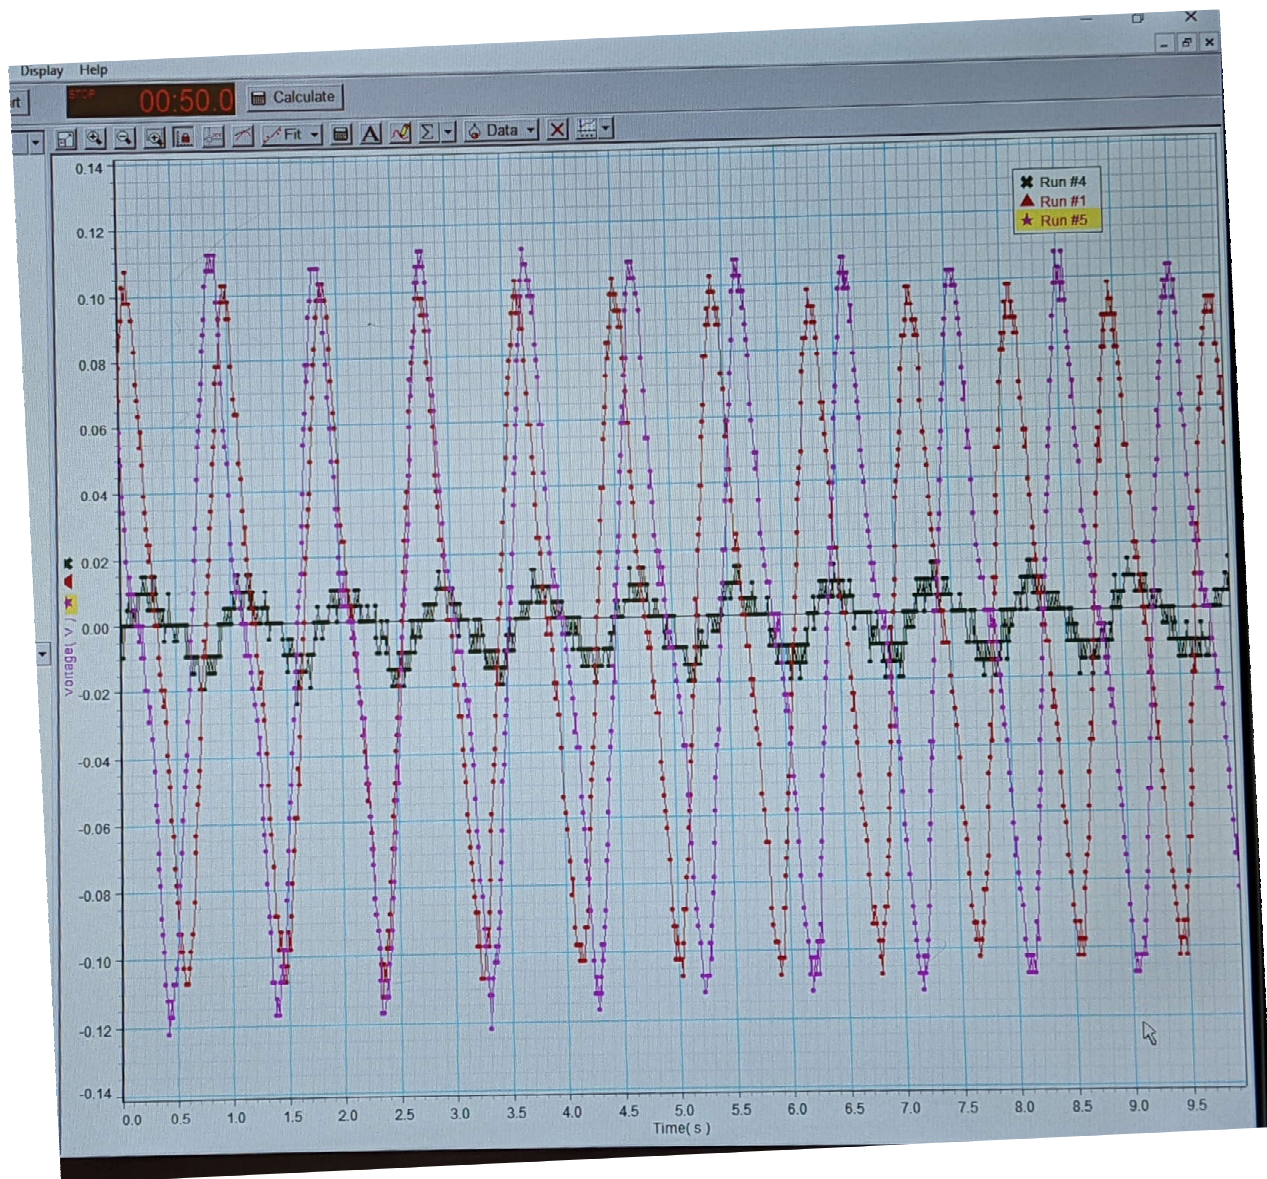 Display Help
rt
STOP 00:50.0 Calculate
Fit A Σ Data
0.14
0.12
0.10
0.08
0.06
0.04
0.02
0.00
-0.02
-0.04
-0.06
-0.08
-0.10
-0.12
-0.14
Voltage( V )
Run #4
Run #1
Run #5
0.0 0.5 1.0 1.5 2.0 2.5 3.0 3.5 4.0 4.5 5.0 5.5 6.0 6.5 7.0 7.5 8.0 8.5 9.0 9.5
Time( s )